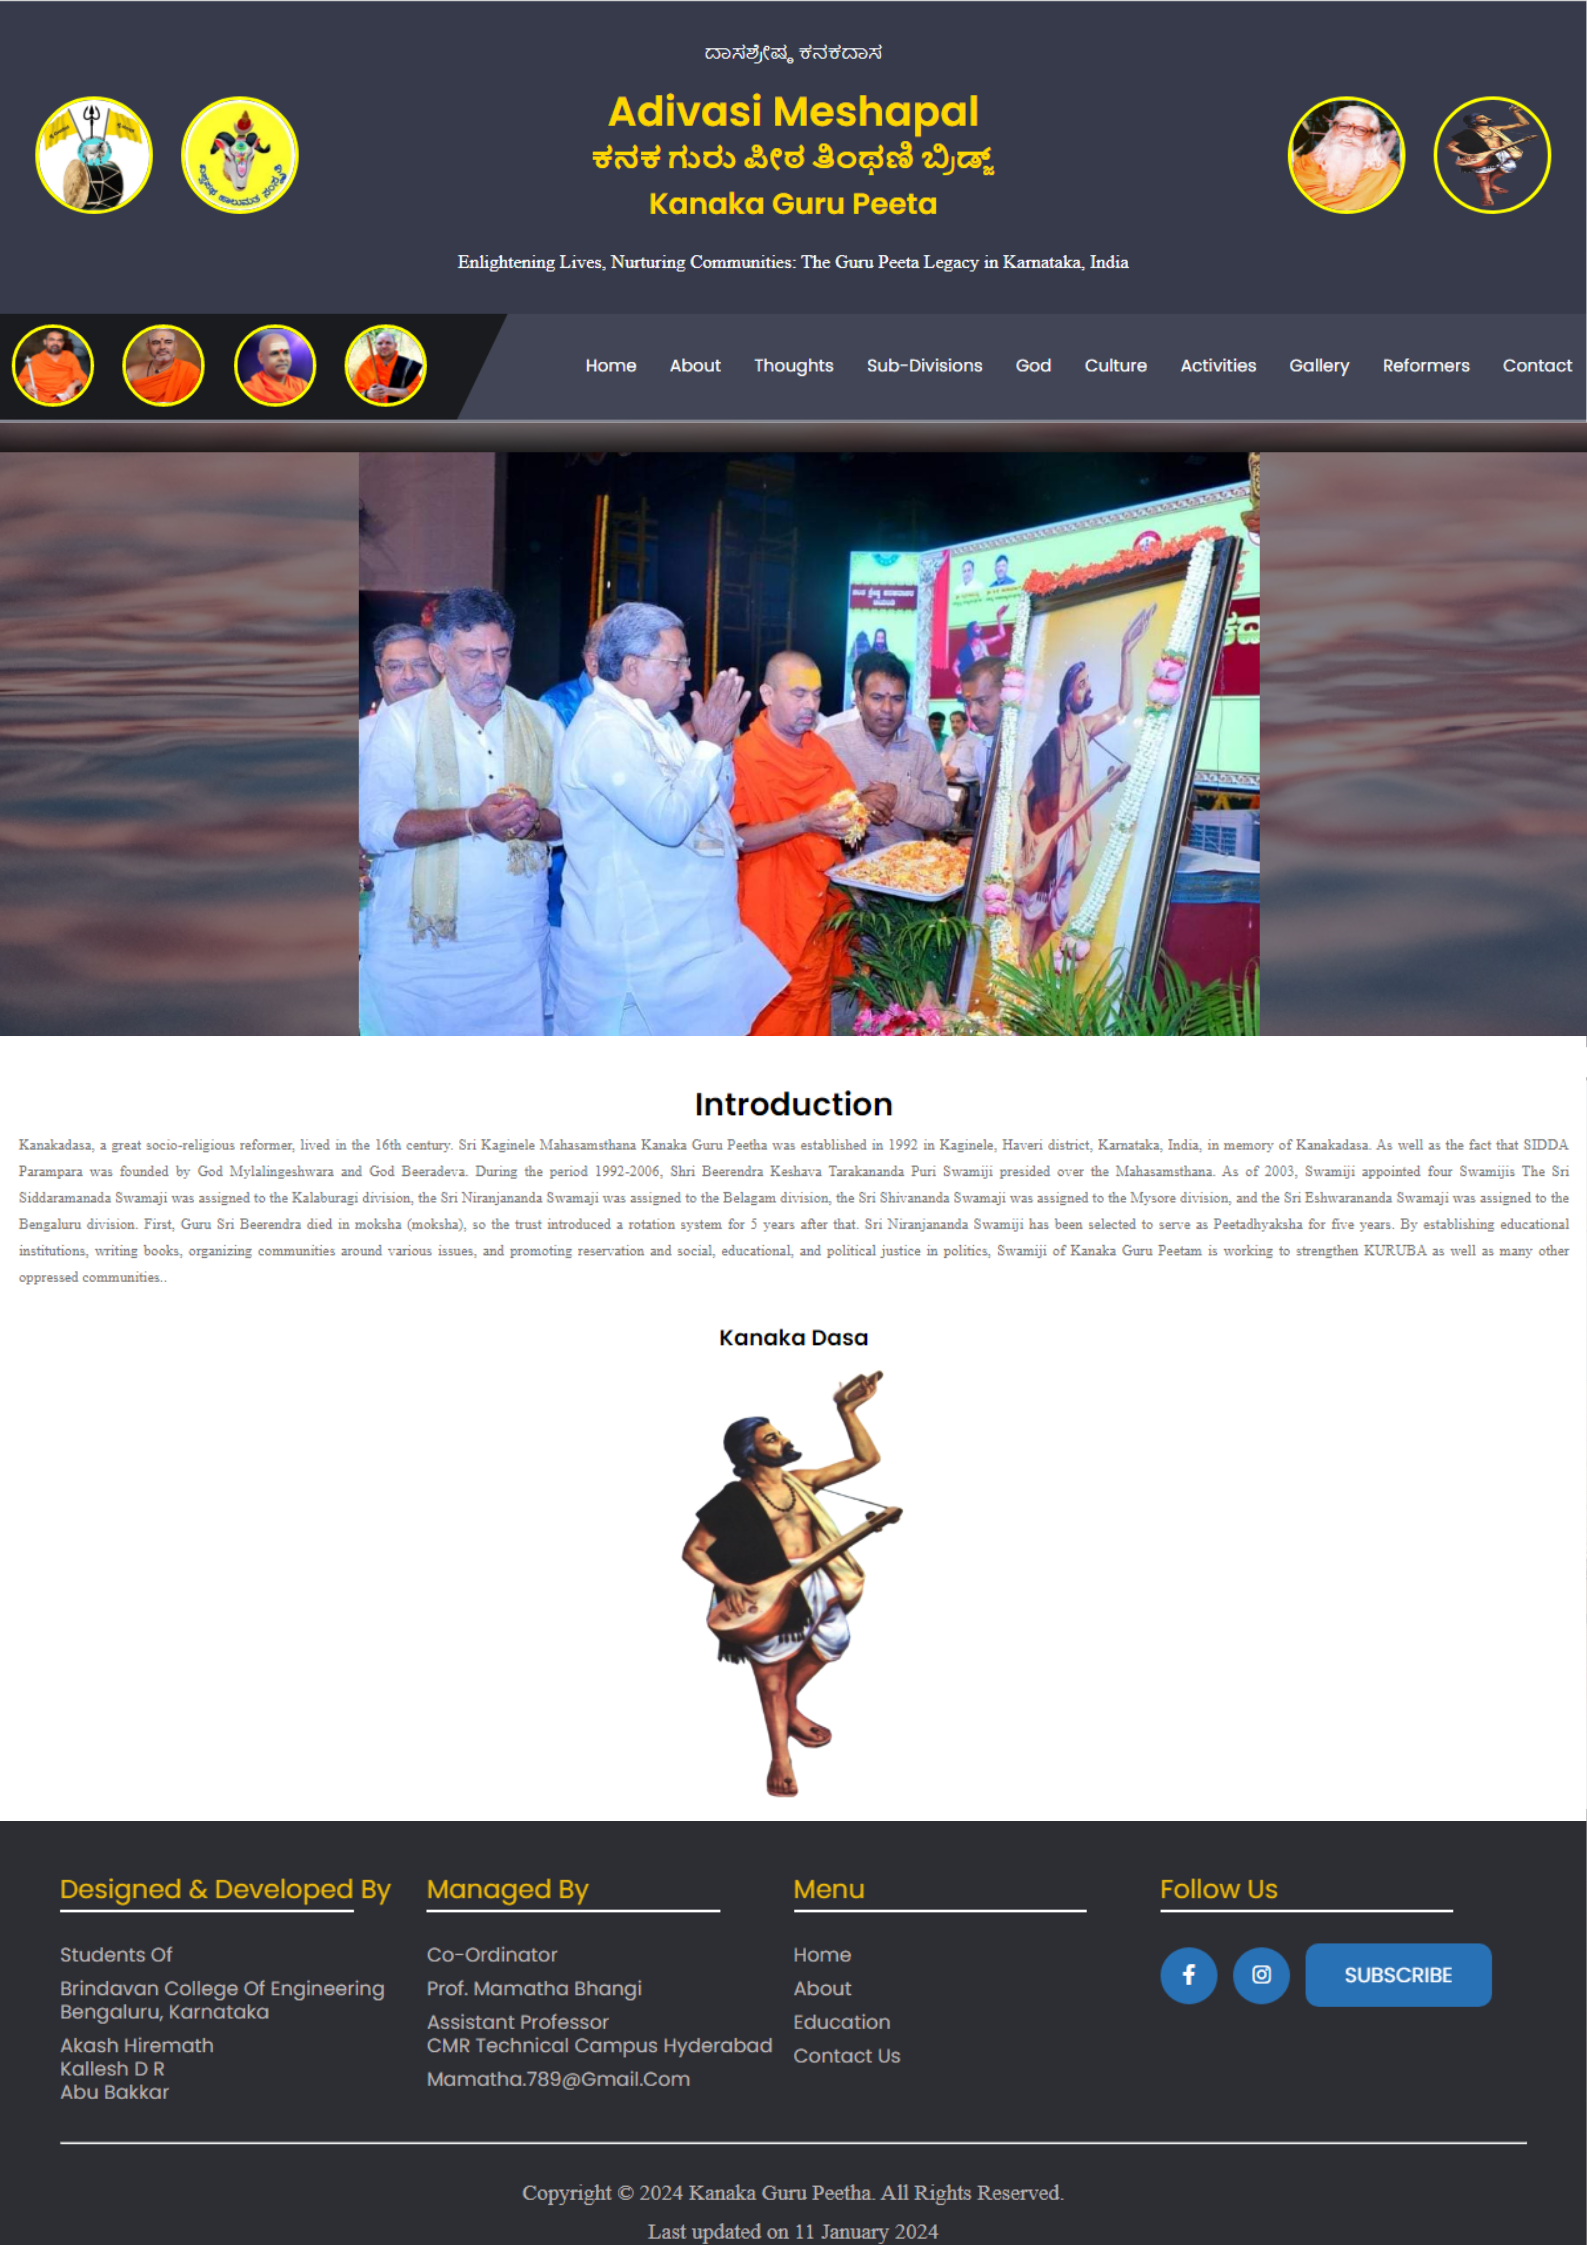 ದಾಸಶ್ರೇಷ್ಠ ಕನಕದಾಸ
Adivasi Meshapal
ಕನಕ ಗುರು ಪೀಠ ತಿಂಥಣಿ ಬ್ರಿಡ್ಜ್
Kanaka Guru Peeta
Enlightening Lives, Nurturing Communities: The Guru Peeta Legacy in Karnataka, India
Home About Thoughts Sub-Divisions God Culture Activities Gallery Reformers Contact
Introduction
Kanakadasa, a great socio-religious reformer, lived in the 16th century. Sri Kaginele Mahasamsthana Kanaka Guru Peetha was established in 1992 in Kaginele, Haveri district, Karnataka, India, in memory of Kanakadasa. As well as the fact that SIDDA
Parampara was founded by God Mylalingeshwara and God Beeradeva. During the period 1992-2006, Shri Beerendra Keshava Tarakananda Puri Swamiji presided over the Mahasamsthana. As of 2003, Swamiji appointed four Swamijis The Sri
Siddaramanada Swamaji was assigned to the Kalaburagi division, the Sri Niranjananda Swamaji was assigned to the Belagam division, the Sri Shivananda Swamaji was assigned to the Mysore division, and the Sri Eshwarananda Swamaji was assigned to the
Bengaluru division. First, Guru Sri Beerendra died in moksha (moksha), so the trust introduced a rotation system for 5 years after that. Sri Niranjananda Swamiji has been selected to serve as Peetadhyaksha for five years. By establishing educational
institutions, writing books, organizing communities around various issues, and promoting reservation and social, educational, and political justice in politics, Swamiji of Kanaka Guru Peetam is working to strengthen KURUBA as well as many other
oppressed communities..
Kanaka Dasa
Designed & Developed By
Students Of
Brindavan College Of Engineering
Bengaluru, Karnataka
Akash Hiremath
Kallesh D R
Abu Bakkar
Managed By
Co-Ordinator
Prof. Mamatha Bhangi
Assistant Professor
CMR Technical Campus Hyderabad
Mamatha.789@Gmail.Com
Menu
Home
About
Education
Contact Us
Follow Us
SUBSCRIBE
Copyright © 2024 Kanaka Guru Peetha. All Rights Reserved.
Last updated on 11 January 2024